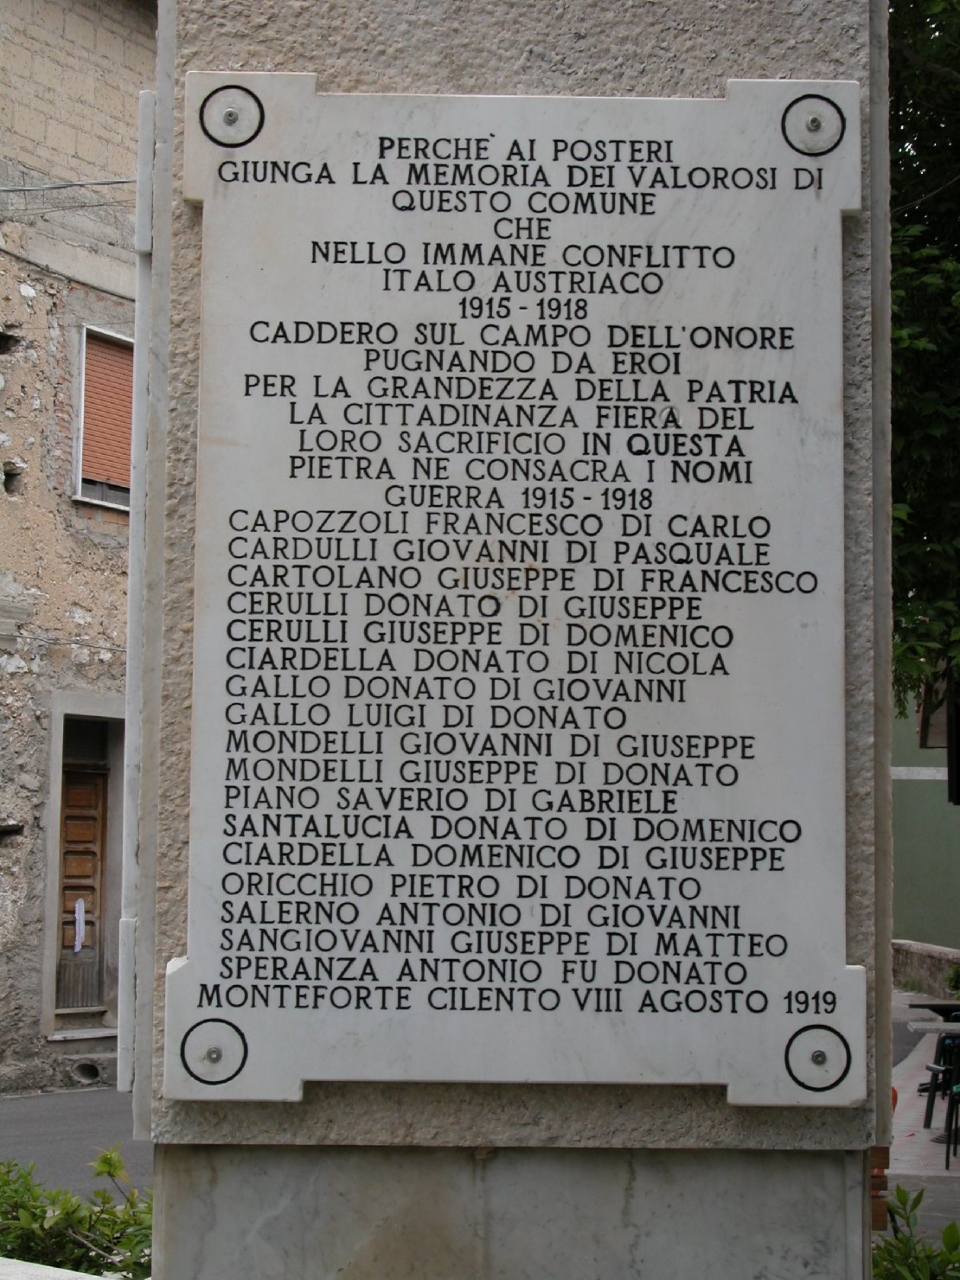 PERCHE` AI POSTERI
GIUNGA LA MEMORIA DEI VALOROSI DI
QUESTO COMUNE
CHE
NELLO IMMANE CONFLITTO
ITALO AUSTRIACO
1915-1918
CADDERO SUL CAMPO DELL'ONORE
PUGNANDO DA EROI
PER LA GRANDEZZA DELLA PATRIA
LA CITTADINANZA FIERA DEL
LORO SACRIFICIO IN QUESTA
PIETRA NE CONSACRA I NOMI
GUERRA 1915-1918
CAPOZZOLI FRANCESCO DI CARLO
CARDULLI GIOVANNI DI PASQUALE
CARTOLANO GIUSEPPE DI FRANCESCO
CERULLI DONATO DI GIUSEPPE
CERULLI GIUSEPPE DI DOMENICO
CIARDELLA DONATO DI NICOLA
GALLO DONATO DI GIOVANNI
GALLO LUIGI DI DONATO
MONDELLI GIOVANNI DI GIUSEPPE
MONDELLI GIUSEPPE DI DONATO
PIANO SAVERIO DI GABRIELE
SANTALUCIA DONATO DI DOMENICO
CIARDELLA DOMENICO DI GIUSEPPE
ORICCHIO PIETRO DI DONATO
SALERNO ANTONIO DI GIOVANNI
SANGIOVANNI GIUSEPPE DI MATTEO
SPERANZA ANTONIO FU DONATO
MONTEFORTE CILENTO VIII AGOSTO 1919